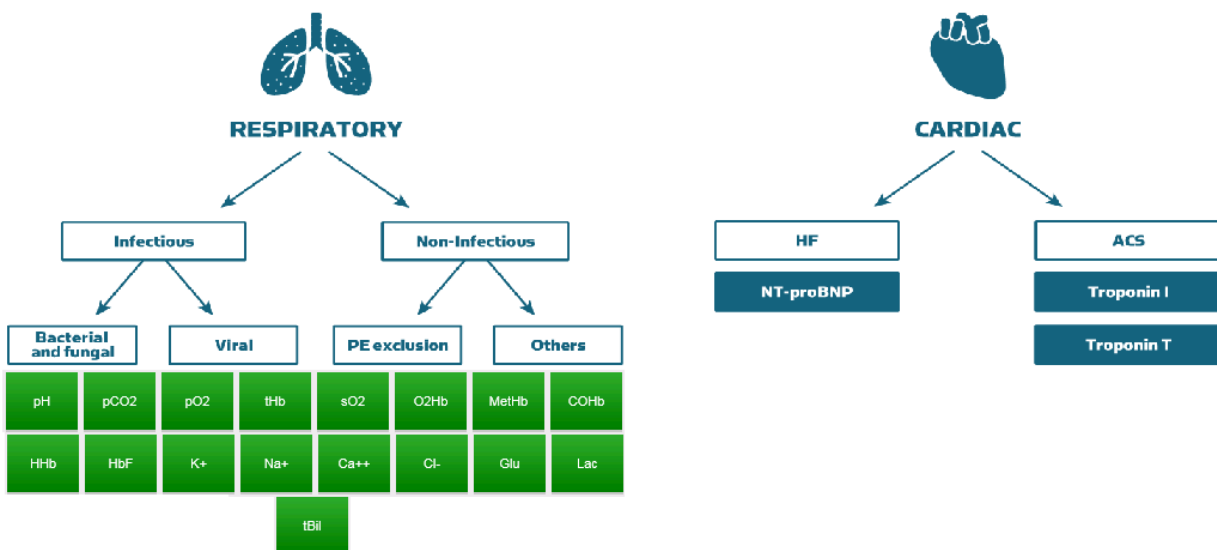 RESPIRATORY
CARDIAC
Infectious
Non-Infectious
HF
ACS
NT-proBNP
Troponin I
Troponin T
Bacterial
and fungal
Viral
PE exclusion
Others
pH
pCO2
pO2
tHb
sO2
O2Hb
MetHb
COHb
HHb
HbF
K+
Na+
Ca++
Cl-
Glu
Lac
tBil